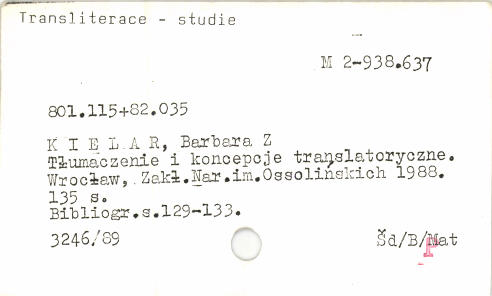 Transliterace - studie
M 2-938.637
801.115+82.035
K I E L A R, Barbara Z
Tłumaczenie i koncepcje translatoryczne.
Wrocław, Zakł.Nar.im.Ossolińskich 1988.
135 s.
Bibliogr.s.129-133.
3246/89 Šd/B/Mat